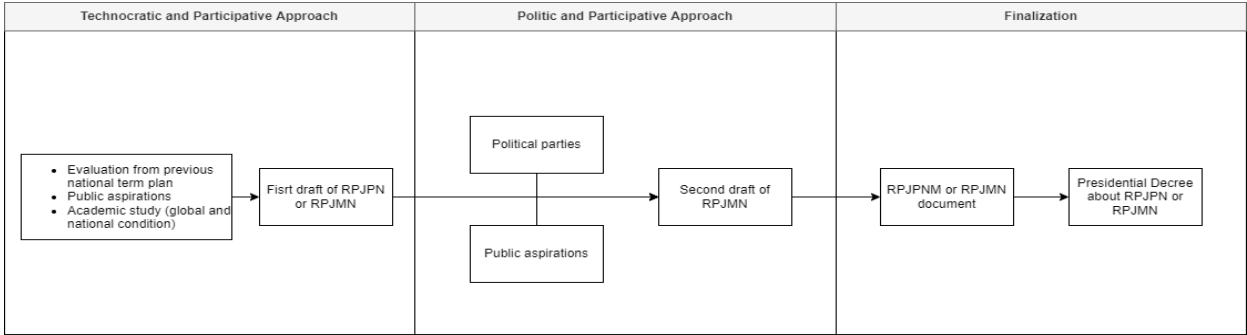 Technocratic and Participative Approach
Politic and Participative Approach
Finalization
Evaluation from previous
national term plan
Public aspirations
Academic study (global and
national condition)
Fisrt draft of RPJPN
or RPJMN
Political parties
Public aspirations
Second draft of
RPJMN
RPJPNM or RPJMN
document
Presidential Decree
about RPJPN or
RPJMN